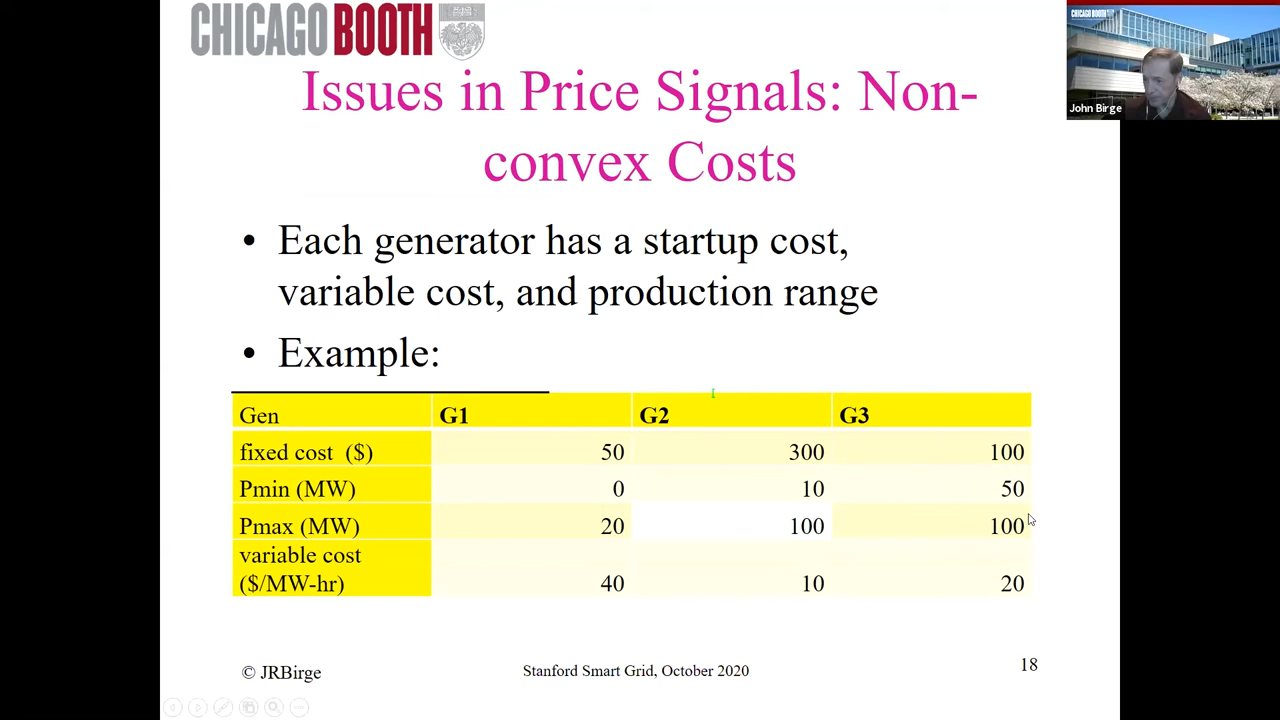 CHICAGO BOOTH
Issues in Price Signals: Non-
convex Costs
John Birge
• Each generator has a startup cost,
variable cost, and production range
• Example:
Gen G1 G2 G3
fixed cost ($) 50 300 100
Pmin (MW) 0 10 50
Pmax (MW) 20 100 100
variable cost
($/MW-hr) 40 10 20
© JRBirge Stanford Smart Grid, October 2020 18